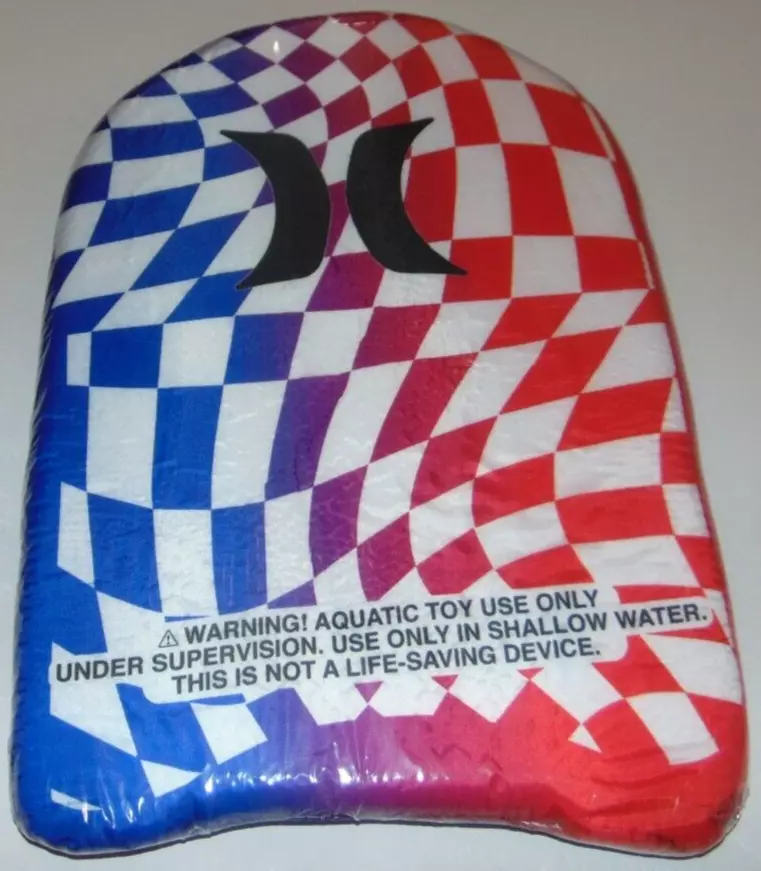 ⚠ WARNING! AQUATIC TOY USE ONLY
UNDER SUPERVISION. USE ONLY IN SHALLOW WATER.
THIS IS NOT A LIFE-SAVING DEVICE.